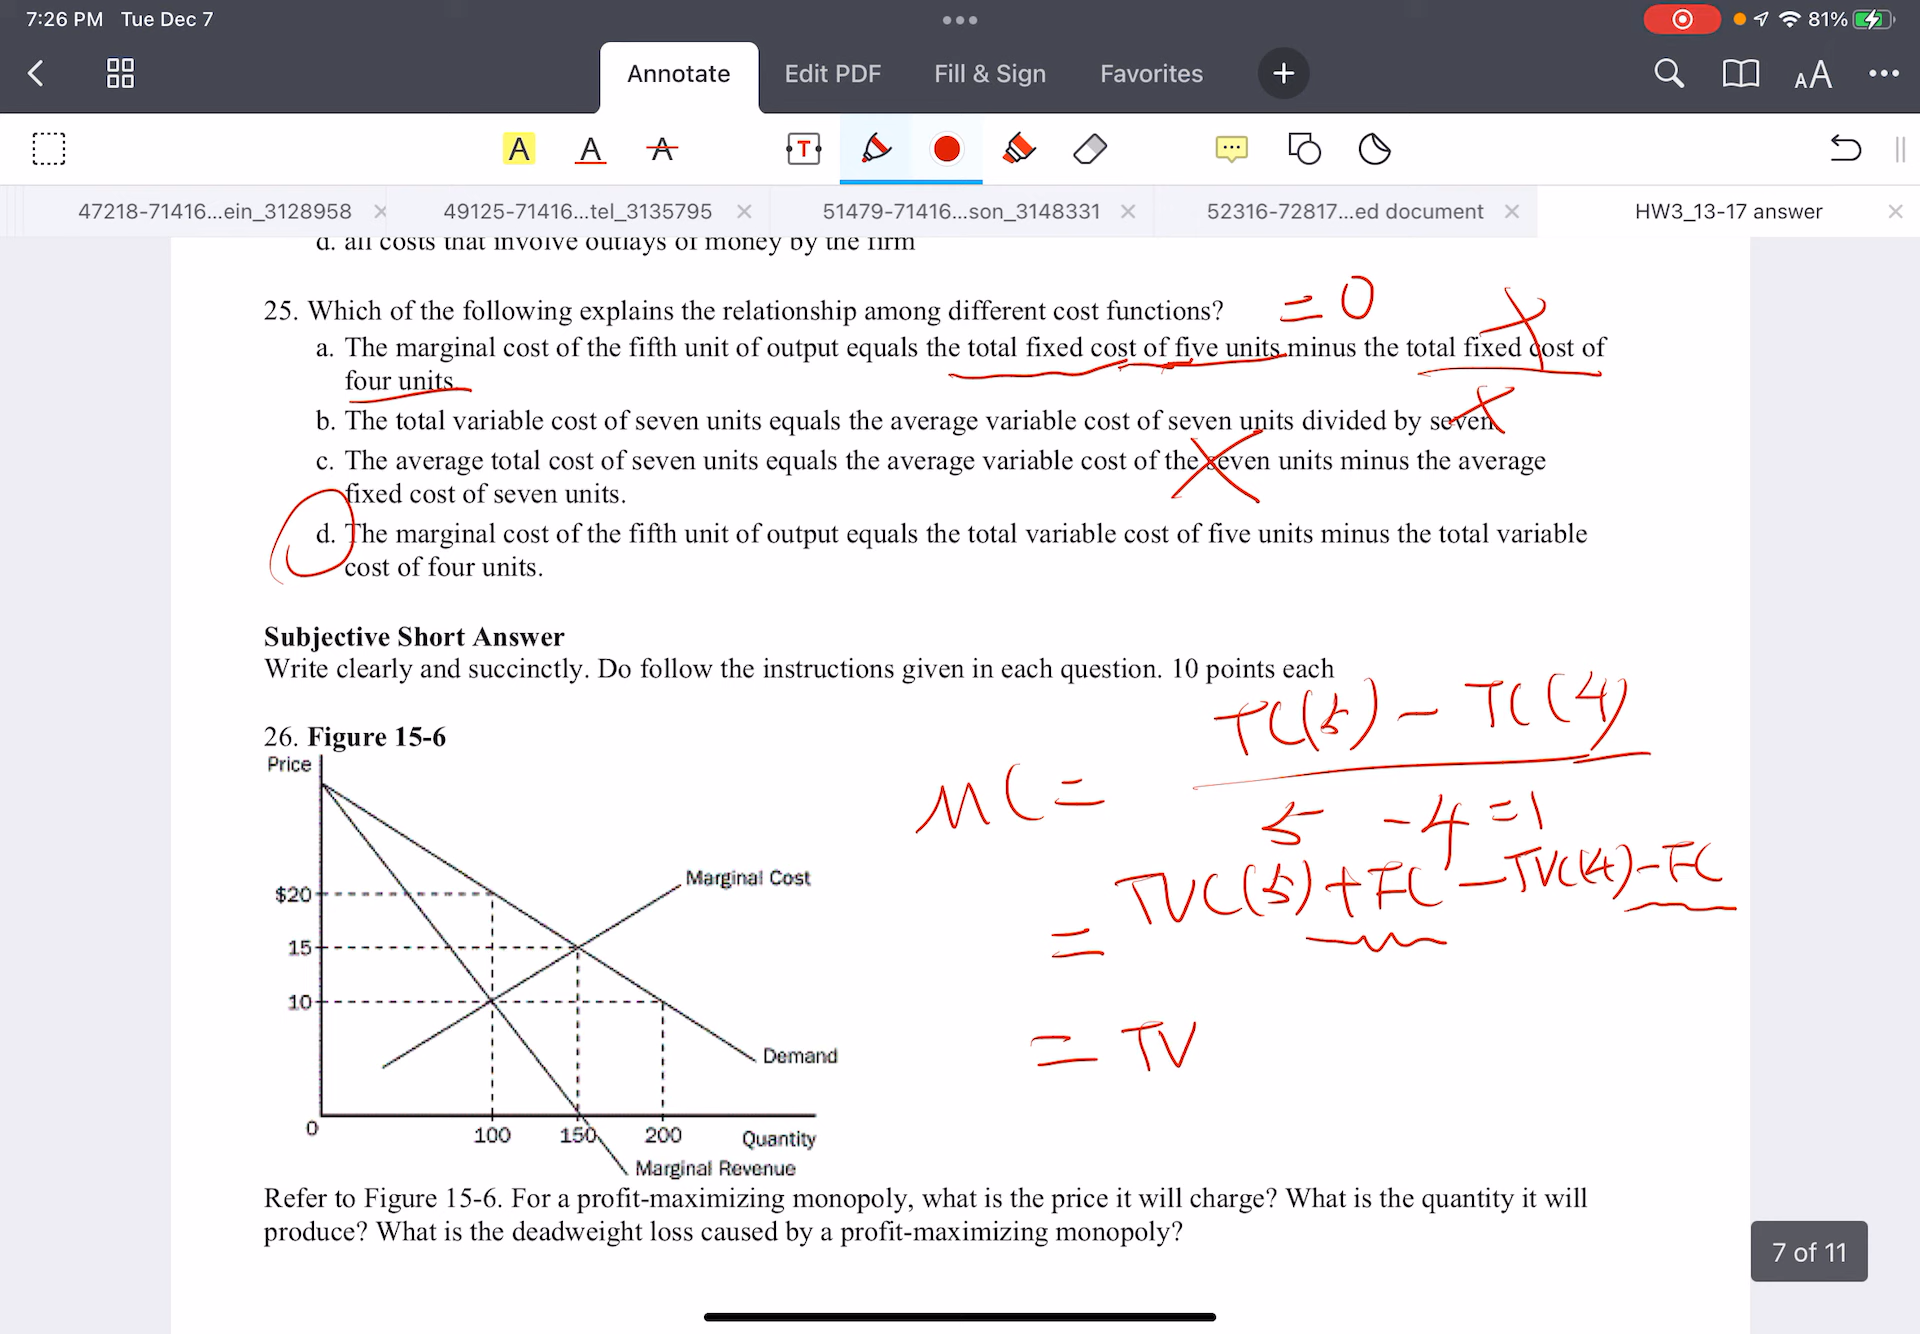 7:26 PM Tue Dec 7
81%
Annotate Edit PDF Fill & Sign Favorites
AA
A A A T
47218-71416...ein_3128958 49125-71416...tel_3135795 51479-71416...son_3148331 52316-72817...ed document HW3_13-17 answer
d. all costs that involve outlays of money by the firm
25. Which of the following explains the relationship among different cost functions? = 0
a. The marginal cost of the fifth unit of output equals the total fixed cost of five units minus the total fixed cost of
four units.
b. The total variable cost of seven units equals the average variable cost of seven units divided by seven.
c. The average total cost of seven units equals the average variable cost of the seven units minus the average
fixed cost of seven units.
d. The marginal cost of the fifth unit of output equals the total variable cost of five units minus the total variable
cost of four units.
Subjective Short Answer
Write clearly and succinctly. Do follow the instructions given in each question. 10 points each
TC(5) - TC(4)
MC =
5 - 4 = 1
= TVC(5) + FC - TVC(4) - FC
= TV
26. Figure 15-6
Price
Marginal Cost
$20
15
10
Demand
0 100 150 200 Quantity
Marginal Revenue
Refer to Figure 15-6. For a profit-maximizing monopoly, what is the price it will charge? What is the quantity it will
produce? What is the deadweight loss caused by a profit-maximizing monopoly?
7 of 11